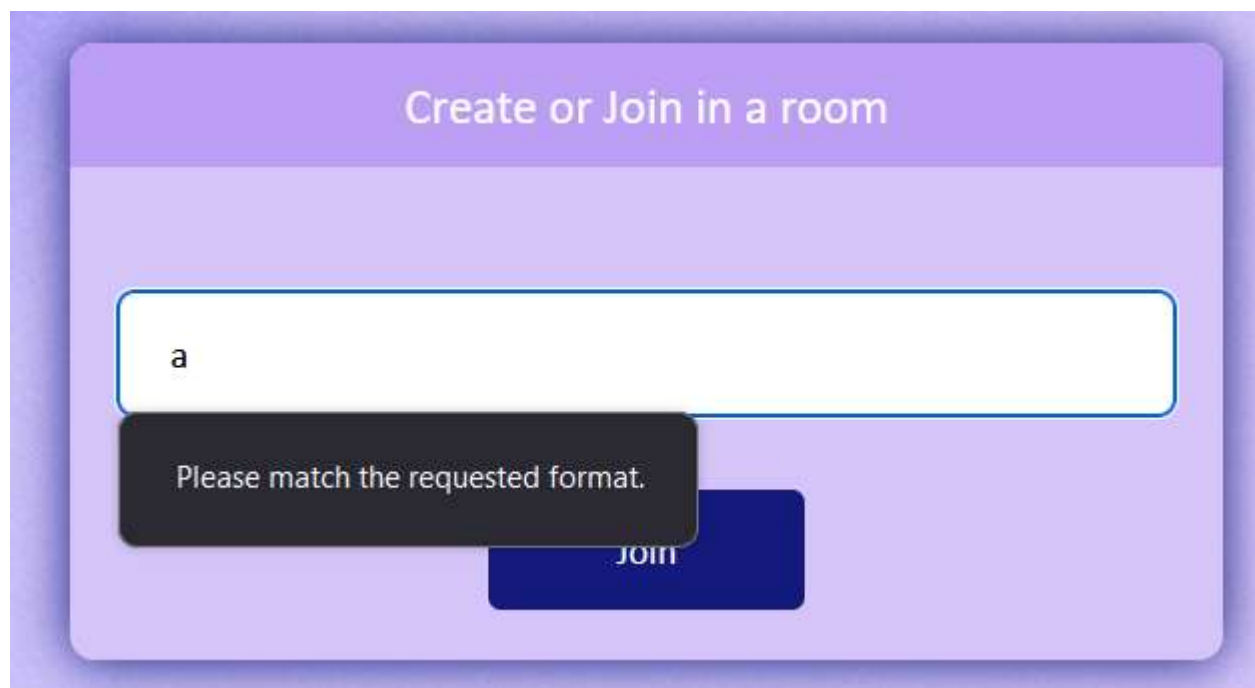 Create or Join in a room
a
Please match the requested format.
Join